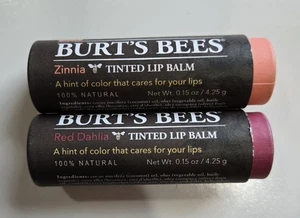 BURT'S BEES
Zinnia TINTED LIP BALM
A hint of color that cares for your lips
100% NATURAL Net Wt. 0.15 oz / 4.25 g
Ingredients:
BURT'S BEES
Red Dahlia TINTED LIP BALM
A hint of color that cares for your lips
100% NATURAL Net Wt. 0.15 oz / 4.25 g
Ingredients: